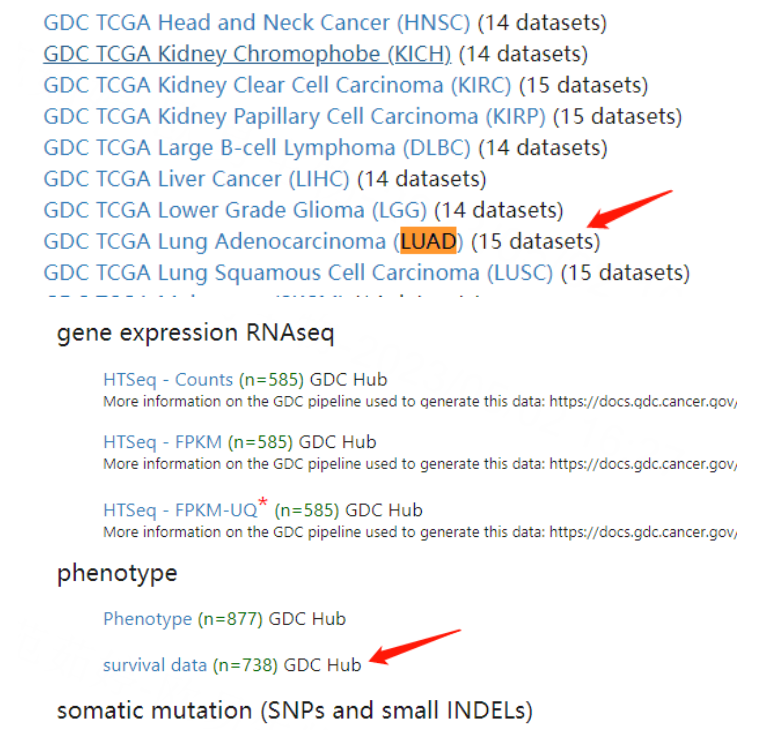 GDC TCGA Head and Neck Cancer (HNSC) (14 datasets)
GDC TCGA Kidney Chromophobe (KICH) (14 datasets)
GDC TCGA Kidney Clear Cell Carcinoma (KIRC) (15 datasets)
GDC TCGA Kidney Papillary Cell Carcinoma (KIRP) (15 datasets)
GDC TCGA Large B-cell Lymphoma (DLBC) (14 datasets)
GDC TCGA Liver Cancer (LIHC) (14 datasets)
GDC TCGA Lower Grade Glioma (LGG) (14 datasets)
GDC TCGA Lung Adenocarcinoma (LUAD) (15 datasets)
GDC TCGA Lung Squamous Cell Carcinoma (LUSC) (15 datasets)
gene expression RNAseq
HTSeq - Counts (n=585) GDC Hub
More information on the GDC pipeline used to generate this data: https://docs.gdc.cancer.gov/
HTSeq - FPKM (n=585) GDC Hub
More information on the GDC pipeline used to generate this data: https://docs.gdc.cancer.gov/
HTSeq - FPKM-UQ* (n=585) GDC Hub
More information on the GDC pipeline used to generate this data: https://docs.gdc.cancer.gov/
phenotype
Phenotype (n=877) GDC Hub
survival data (n=738) GDC Hub
somatic mutation (SNPs and small INDELs)